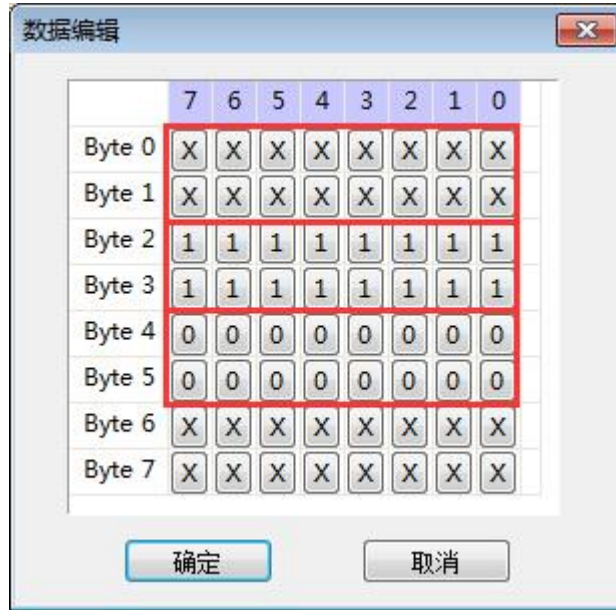 数据编辑
7 6 5 4 3 2 1 0
Byte 0 X X X X X X X X
Byte 1 X X X X X X X X
Byte 2 1 1 1 1 1 1 1 1
Byte 3 1 1 1 1 1 1 1 1
Byte 4 0 0 0 0 0 0 0 0
Byte 5 0 0 0 0 0 0 0 0
Byte 6 X X X X X X X X
Byte 7 X X X X X X X X
确定 取消